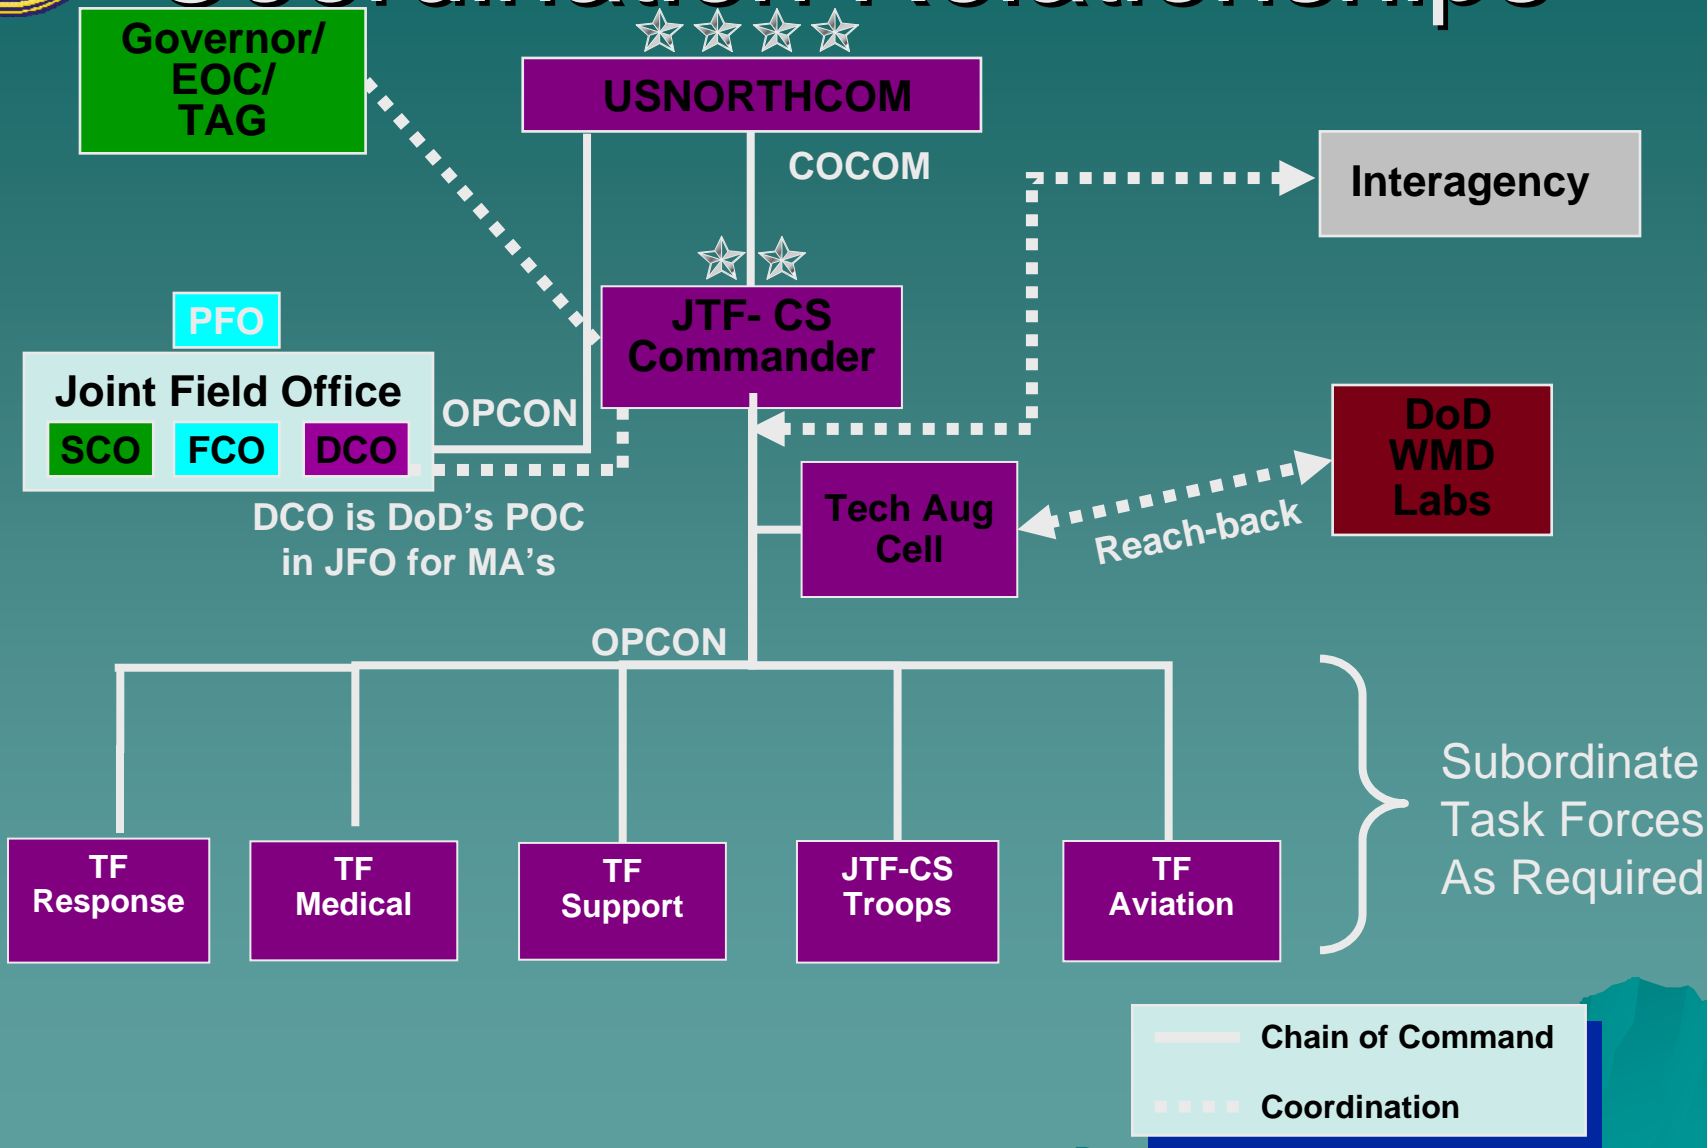 Coordination Relationships
Governor/
EOC/
TAG
USNORTHCOM
COCOM
Interagency
JTF- CS
Commander
PFO
Joint Field Office
SCO FCO DCO
OPCON
DCO is DoD’s POC
in JFO for MA’s
Tech Aug
Cell
Reach-back
DoD
WMD
Labs
OPCON
TF
Response
TF
Medical
TF
Support
JTF-CS
Troops
TF
Aviation
Subordinate
Task Forces
As Required
Chain of Command
Coordination